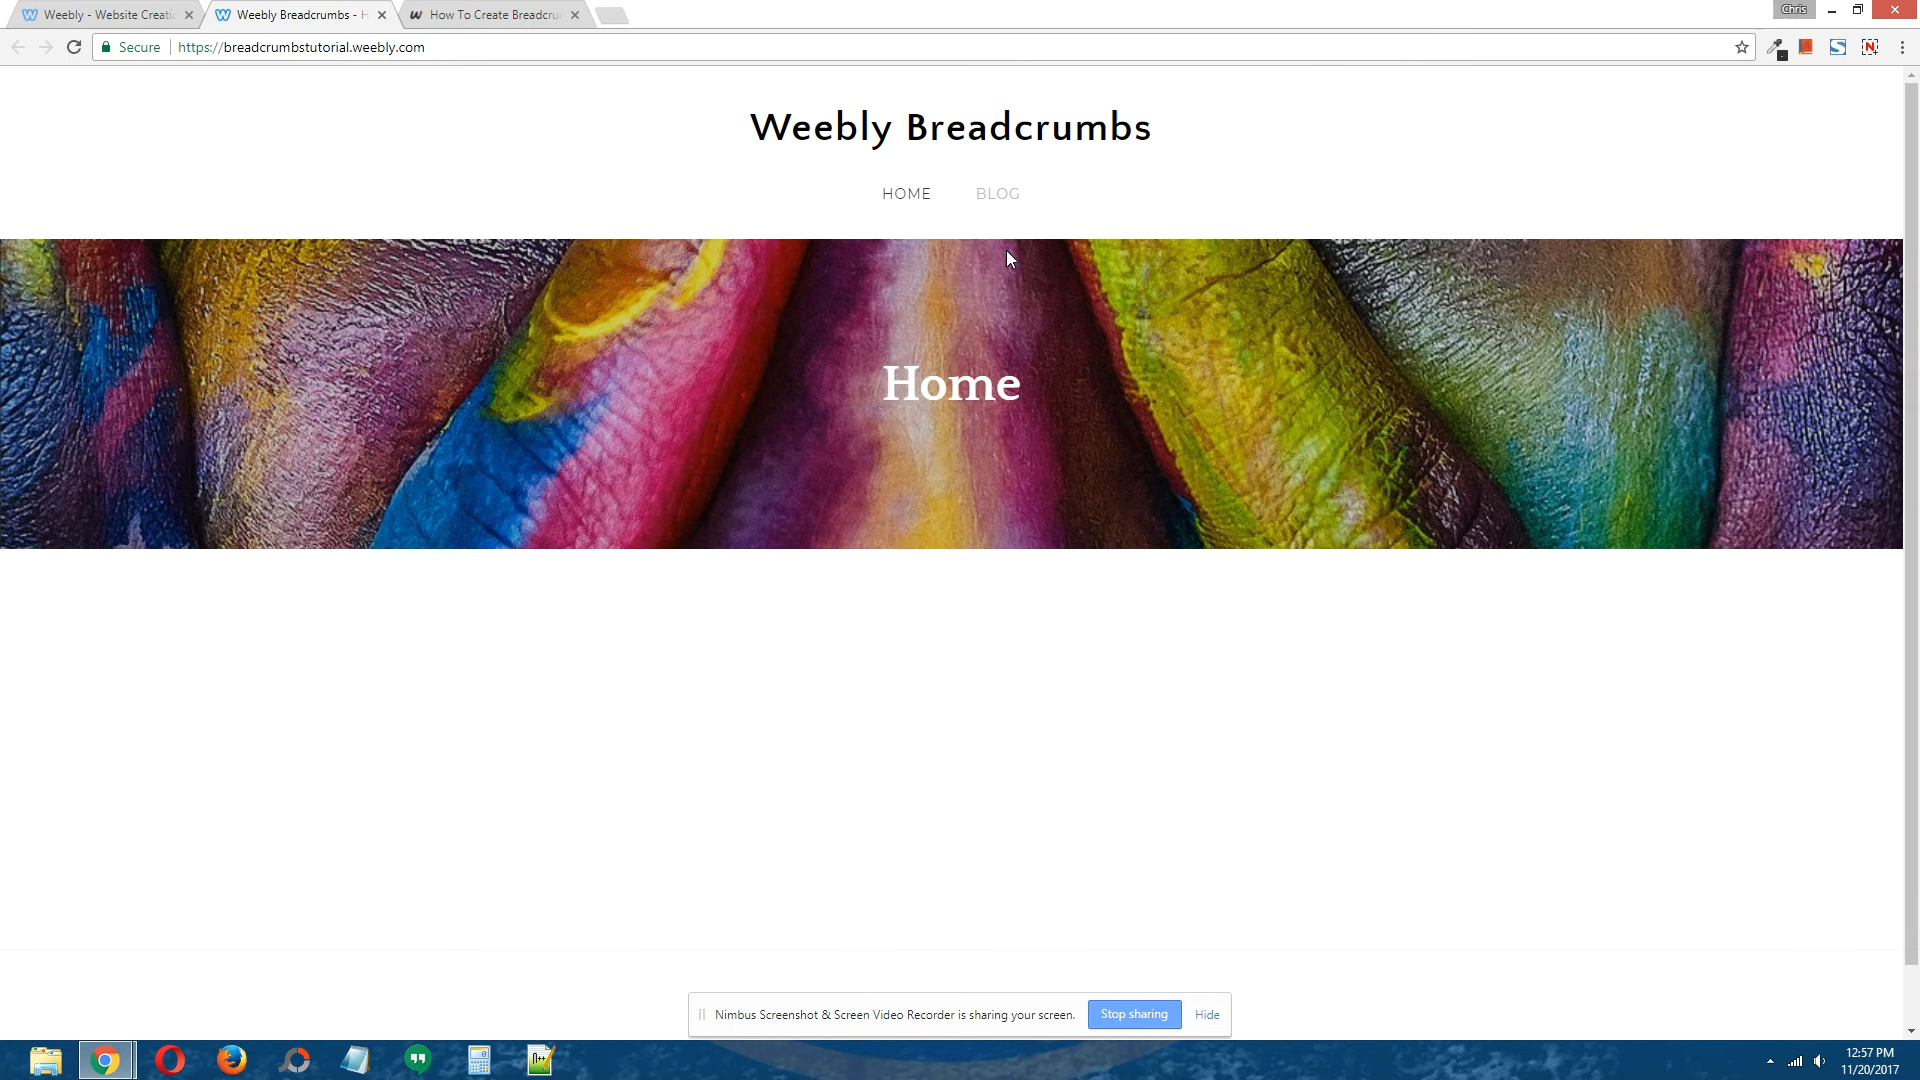 Weebly - Website Creati
Weebly Breadcrumbs - H
How To Create Breadcru
Chris
Secure
https://breadcrumbstutorial.weebly.com
Weebly Breadcrumbs
HOME
BLOG
Home
Nimbus Screenshot & Screen Video Recorder is sharing your screen.
Stop sharing
Hide
12:57 PM
11/20/2017